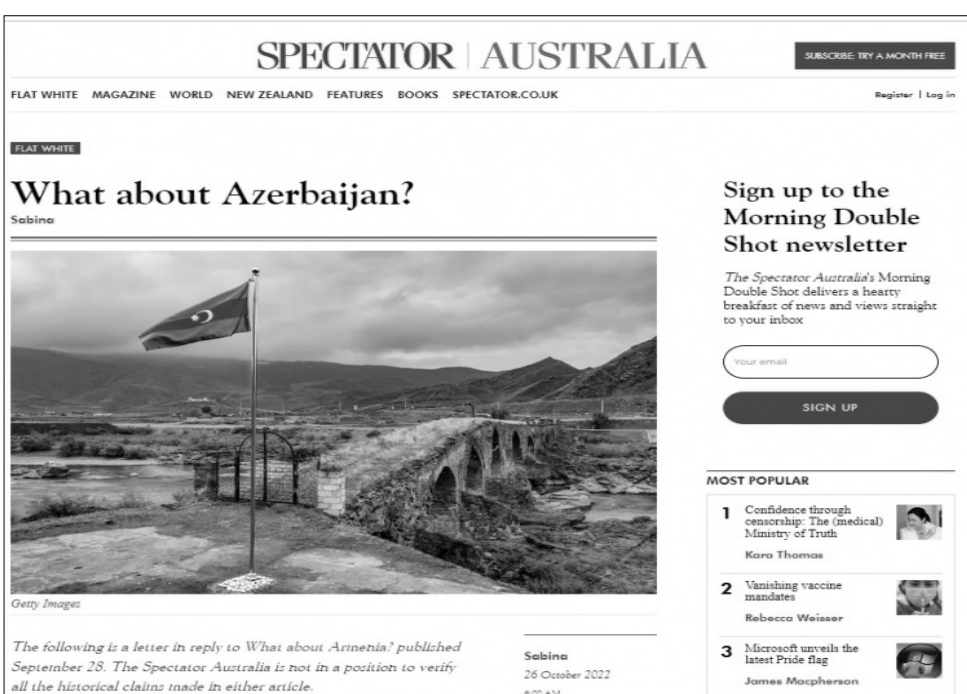 SPECTATOR | AUSTRALIA
SUBSCRIBE: TRY A MONTH FREE
FLAT WHITE MAGAZINE WORLD NEW ZEALAND FEATURES BOOKS SPECTATOR.CO.UK
Register | Log in
FLAT WHITE
What about Azerbaijan?
Sabina
Getty Images
The following is a letter in reply to What about Armenia? published
September 28. The Spectator Australia is not in a position to verify
all the historical claims made in either article.
Sabina
26 October 2022
6:00 AM
Sign up to the
Morning Double
Shot newsletter
The Spectator Australia's Morning
Double Shot delivers a hearty
breakfast of news and views straight
to your inbox
Your email
SIGN UP
MOST POPULAR
1 Confidence through
censorship: The (medical)
Ministry of Truth
Kara Thomas
2 Vanishing vaccine
mandates
Rebecca Weisser
3 Microsoft unveils the
latest Pride flag
James Macpherson